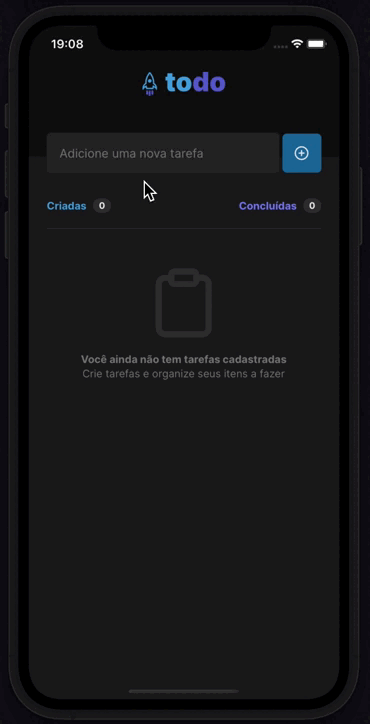 19:08
todo
Adicione uma nova tarefa
Criadas 0 Concluídas 0
Você ainda não tem tarefas cadastradas
Crie tarefas e organize seus itens a fazer